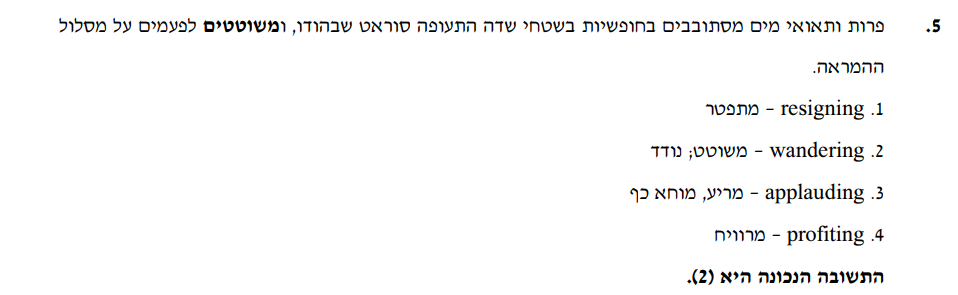 5. פרות ותאואי מים מסתובבים בחופשיות בשטחי שדה התעופה סוראט שבהודו, ומשוטטים לפעמים על מסלול
ההמראה.
1. resigning – מתפטר
2. wandering – משוטט; נודד
3. applauding – מריע, מוחא כף
4. profiting – מרוויח
התשובה הנכונה היא (2).